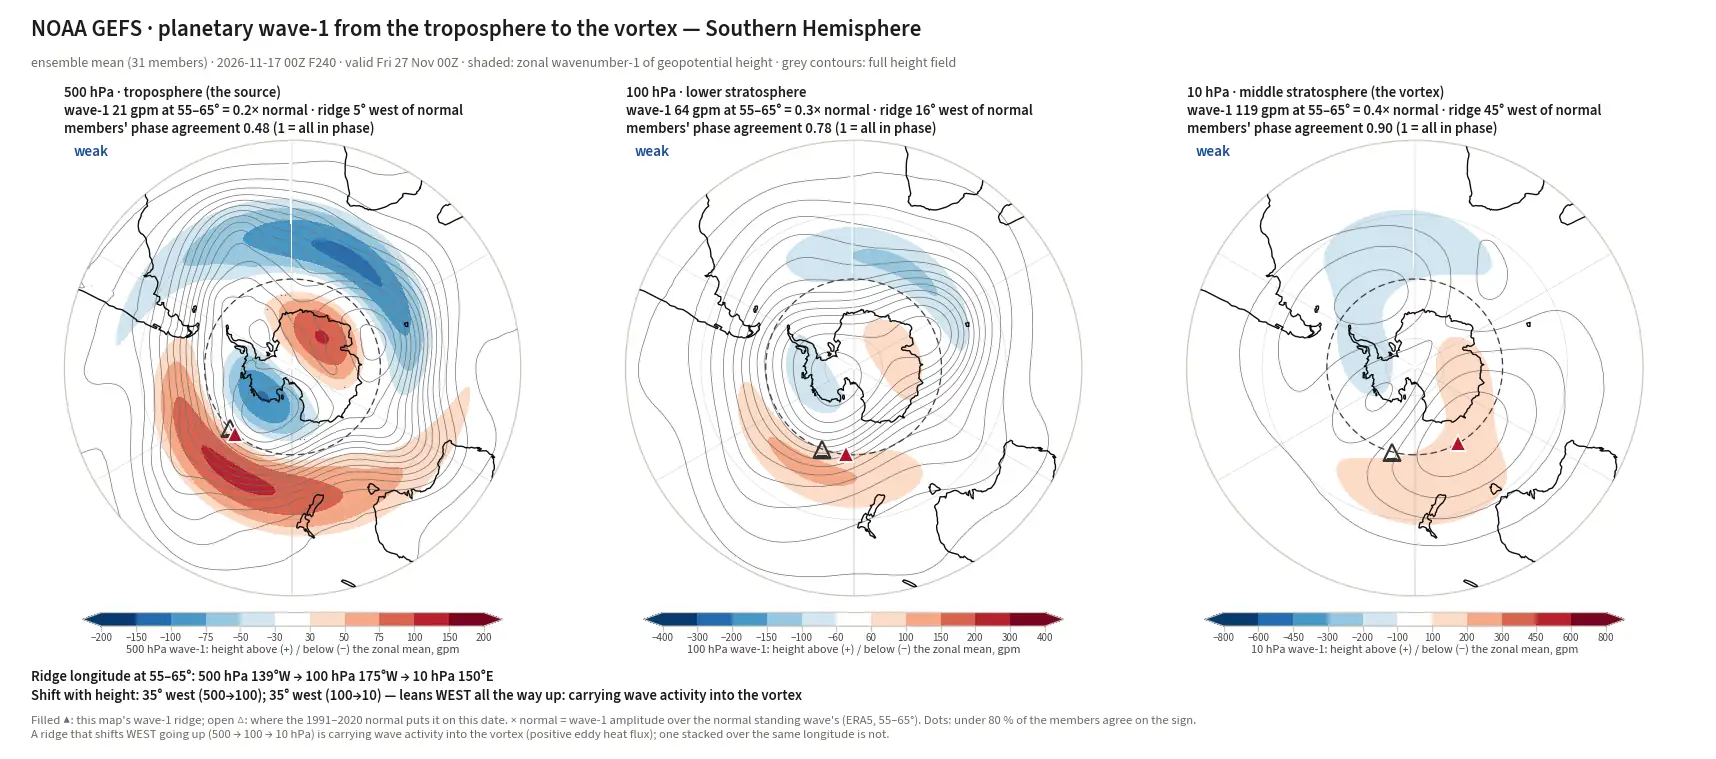 NOAA GEFS · planetary wave-1 from the troposphere to the vortex — Southern Hemisphere
ensemble mean (31 members) · 2026-11-17 00Z F240 · valid Fri 27 Nov 00Z · shaded: zonal wavenumber-1 of geopotential height · grey contours: full height field
500 hPa · troposphere (the source)
wave-1 21 gpm at 55–65° = 0.2× normal · ridge 5° west of normal
members' phase agreement 0.48 (1 = all in phase)
weak
100 hPa · lower stratosphere
wave-1 64 gpm at 55–65° = 0.3× normal · ridge 16° west of normal
members' phase agreement 0.78 (1 = all in phase)
weak
10 hPa · middle stratosphere (the vortex)
wave-1 119 gpm at 55–65° = 0.4× normal · ridge 45° west of normal
members' phase agreement 0.90 (1 = all in phase)
weak
−200 −150 −100 −75 −50 −30 30 50 75 100 150 200
500 hPa wave-1: height above (+) / below (−) the zonal mean, gpm
−400 −300 −200 −150 −100 −60 60 100 150 200 300 400
100 hPa wave-1: height above (+) / below (−) the zonal mean, gpm
−800 −600 −450 −300 −200 −100 100 200 300 450 600 800
10 hPa wave-1: height above (+) / below (−) the zonal mean, gpm
Ridge longitude at 55–65°: 500 hPa 139°W → 100 hPa 175°W → 10 hPa 150°E
Shift with height: 35° west (500→100); 35° west (100→10) — leans WEST all the way up: carrying wave activity into the vortex
Filled ▲: this map's wave-1 ridge; open △: where the 1991–2020 normal puts it on this date. × normal = wave-1 amplitude over the normal standing wave's (ERA5, 55–65°). Dots: under 80 % of the members agree on the sign.
A ridge that shifts WEST going up (500 → 100 → 10 hPa) is carrying wave activity into the vortex (positive eddy heat flux); one stacked over the same longitude is not.